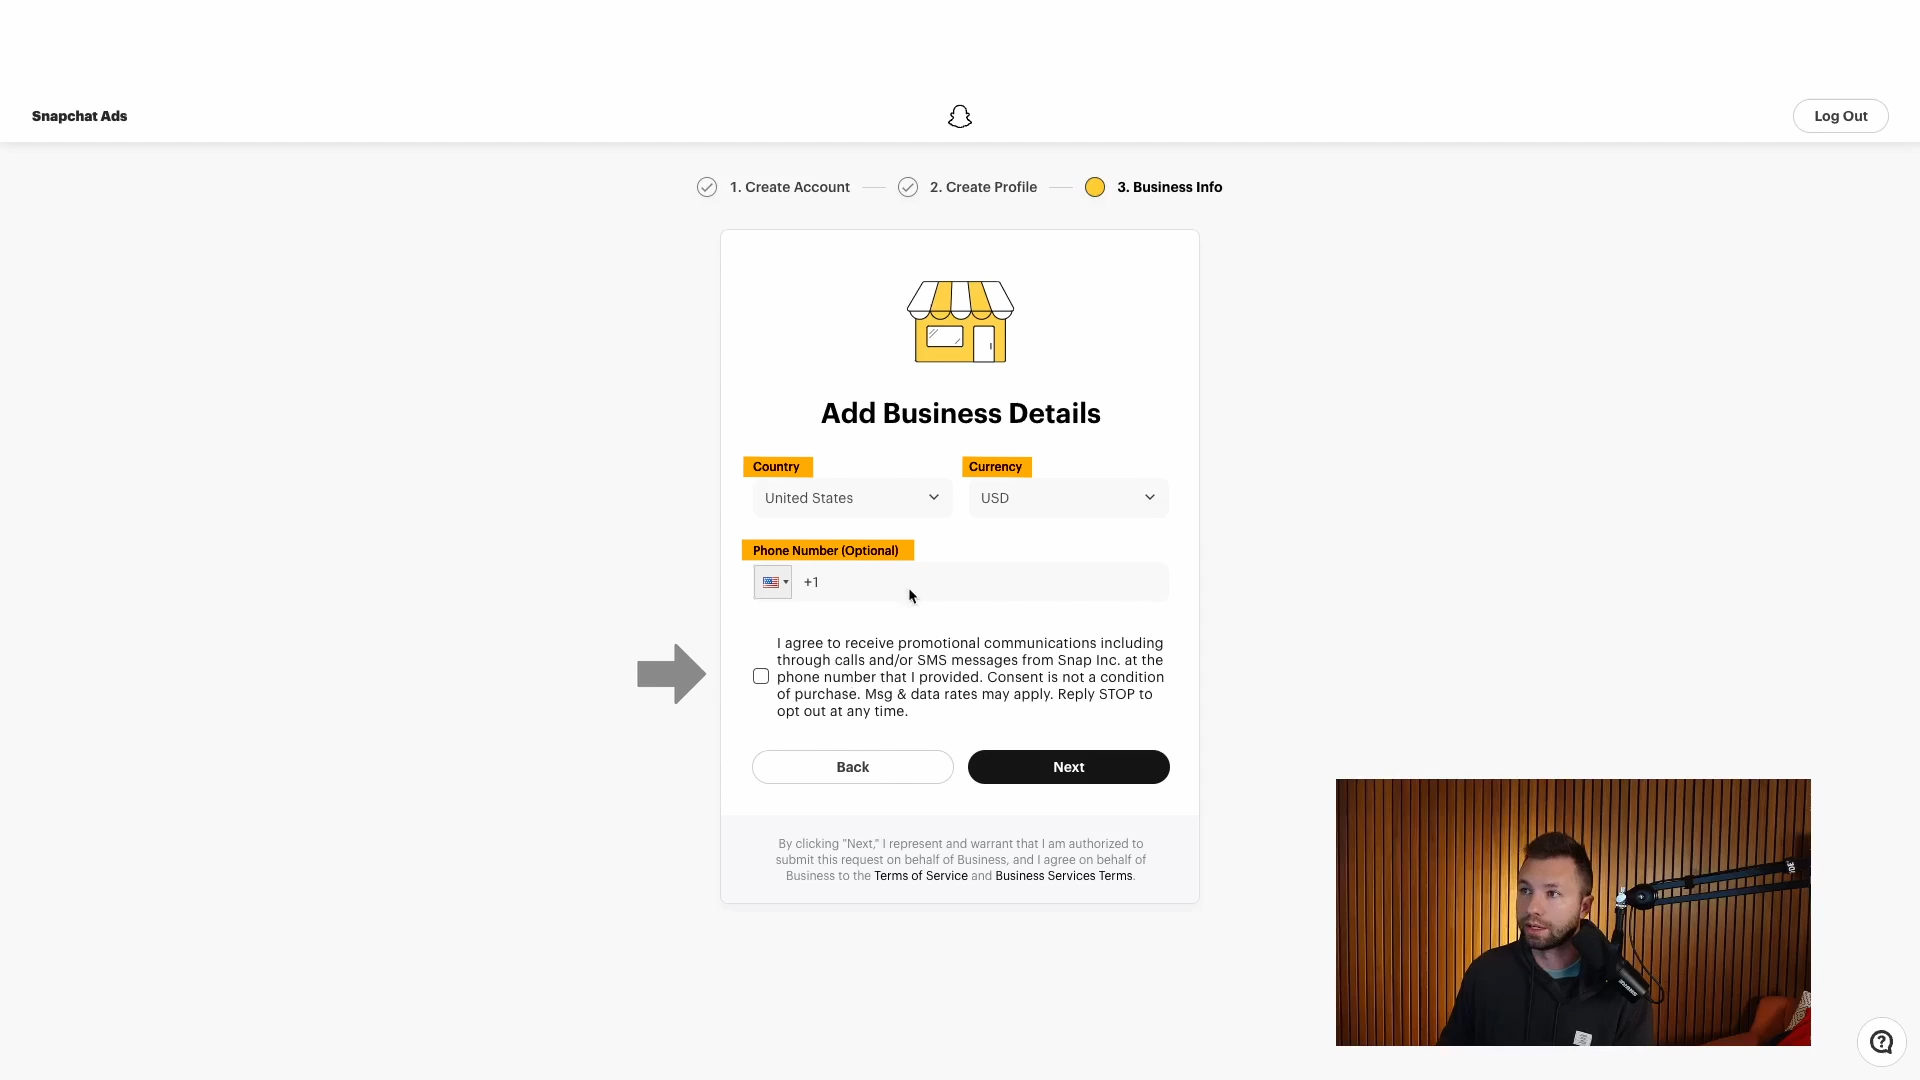 Snapchat Ads
Log Out
1. Create Account
2. Create Profile
3. Business Info
Add Business Details
Country
Currency
United States
USD
Phone Number (Optional)
+1
I agree to receive promotional communications including
through calls and/or SMS messages from Snap Inc. at the
phone number that I provided. Consent is not a condition
of purchase. Msg & data rates may apply. Reply STOP to
opt out at any time.
Back
Next
By clicking "Next," I represent and warrant that I am authorized to
submit this request on behalf of Business, and I agree on behalf of
Business to the Terms of Service and Business Services Terms.